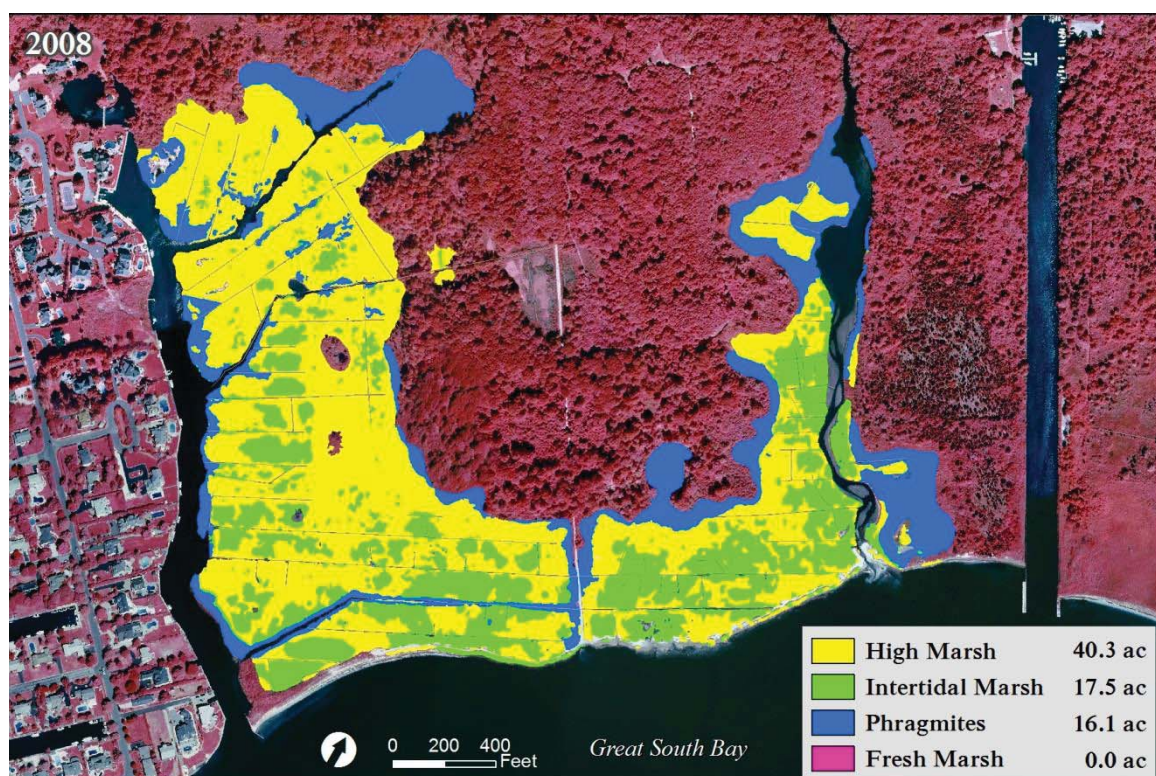 2008
High Marsh 40.3 ac
Intertidal Marsh 17.5 ac
Phragmites 16.1 ac
Fresh Marsh 0.0 ac
0 200 400
Feet
Great South Bay